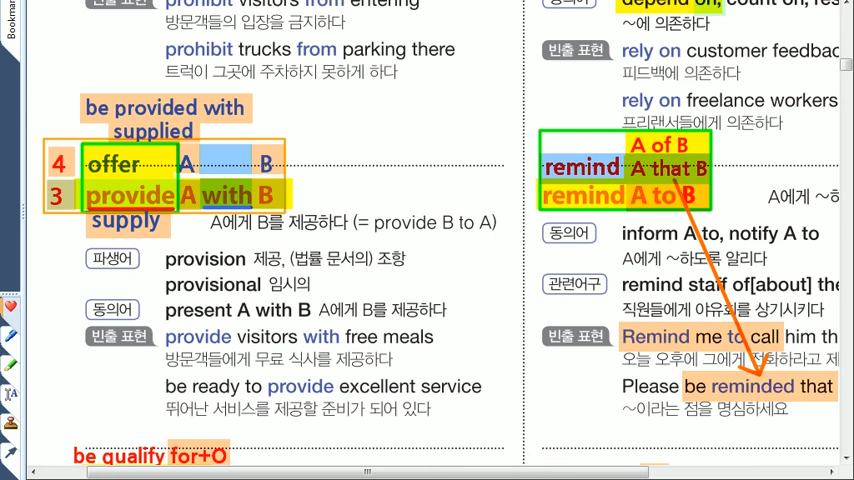 Bookmar
빈출 표현 prohibit visitors from entering
방문객들의 입장을 금지하다
prohibit trucks from parking there
트럭이 그곳에 주차하지 못하게 하다
be provided with
supplied
4 offer A B
3 provide A with B
supply A에게 B를 제공하다 (= provide B to A)
파생어 provision 제공, (법률 문서의) 조항
provisional 임시의
동의어 present A with B A에게 B를 제공하다
빈출 표현 provide visitors with free meals
방문객들에게 무료 식사를 제공하다
be ready to provide excellent service
뛰어난 서비스를 제공할 준비가 되어 있다
be qualify for+O
동의어 depend on, count on, res
~에 의존하다
빈출 표현 rely on customer feedbac
피드백에 의존하다
rely on freelance workers
프리랜서들에게 의존하다
A of B
remind A that B
remind A to B A에게 ~하
동의어 inform A to, notify A to
A에게 ~하도록 알리다
관련어구 remind staff of[about] the
직원들에게 야유회를 상기시키다
빈출 표현 Remind me to call him th
오늘 오후에 그에게 전화하라고 제
Please be reminded that
~이라는 점을 명심하세요